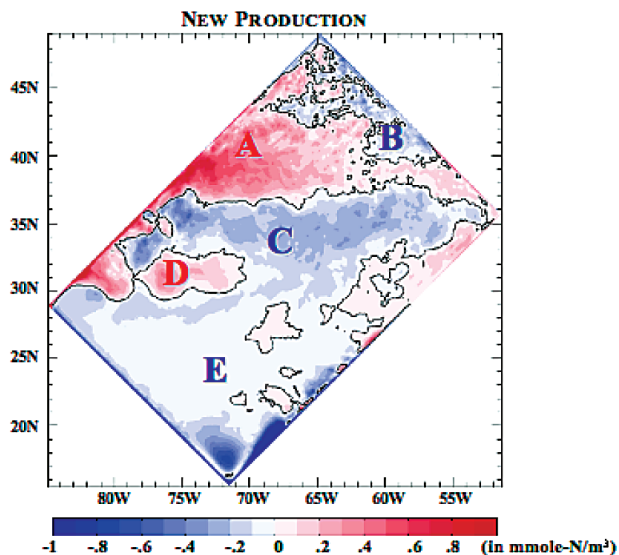 NEW PRODUCTION
45N
40N
35N
30N
25N
20N
A
B
C
D
E
80W 75W 70W 65W 60W 55W
-1 -.8 -.6 -.4 -.2 0 .2 .4 .6 .8 (in mmole-N/m³)